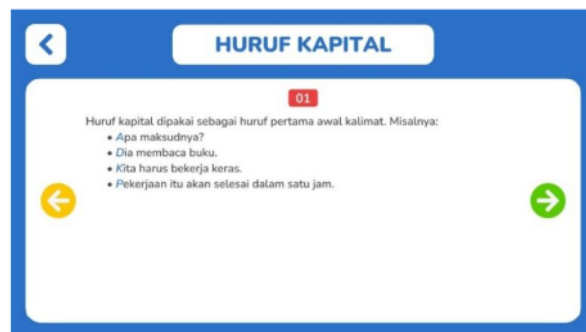 HURUF KAPITAL
01
Huruf kapital dipakai sebagai huruf pertama awal kalimat. Misalnya:
• Apa maksudnya?
• Dia membaca buku.
• Kita harus bekerja keras.
• Pekerjaan itu akan selesai dalam satu jam.